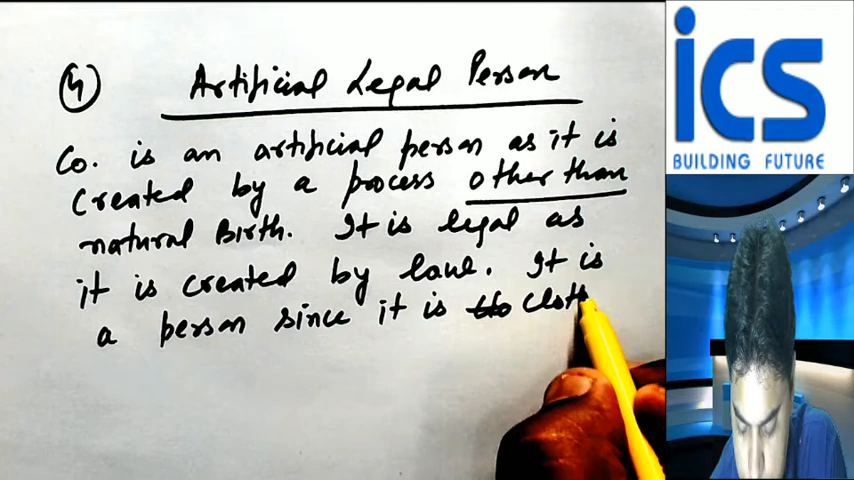 (4) Artificial Legal Person
Co. is an artificial person as it is
Created by a process other than
natural Birth. It is legal as
it is created by law. It is
a person since it is cloth
ics
BUILDING FUTURE